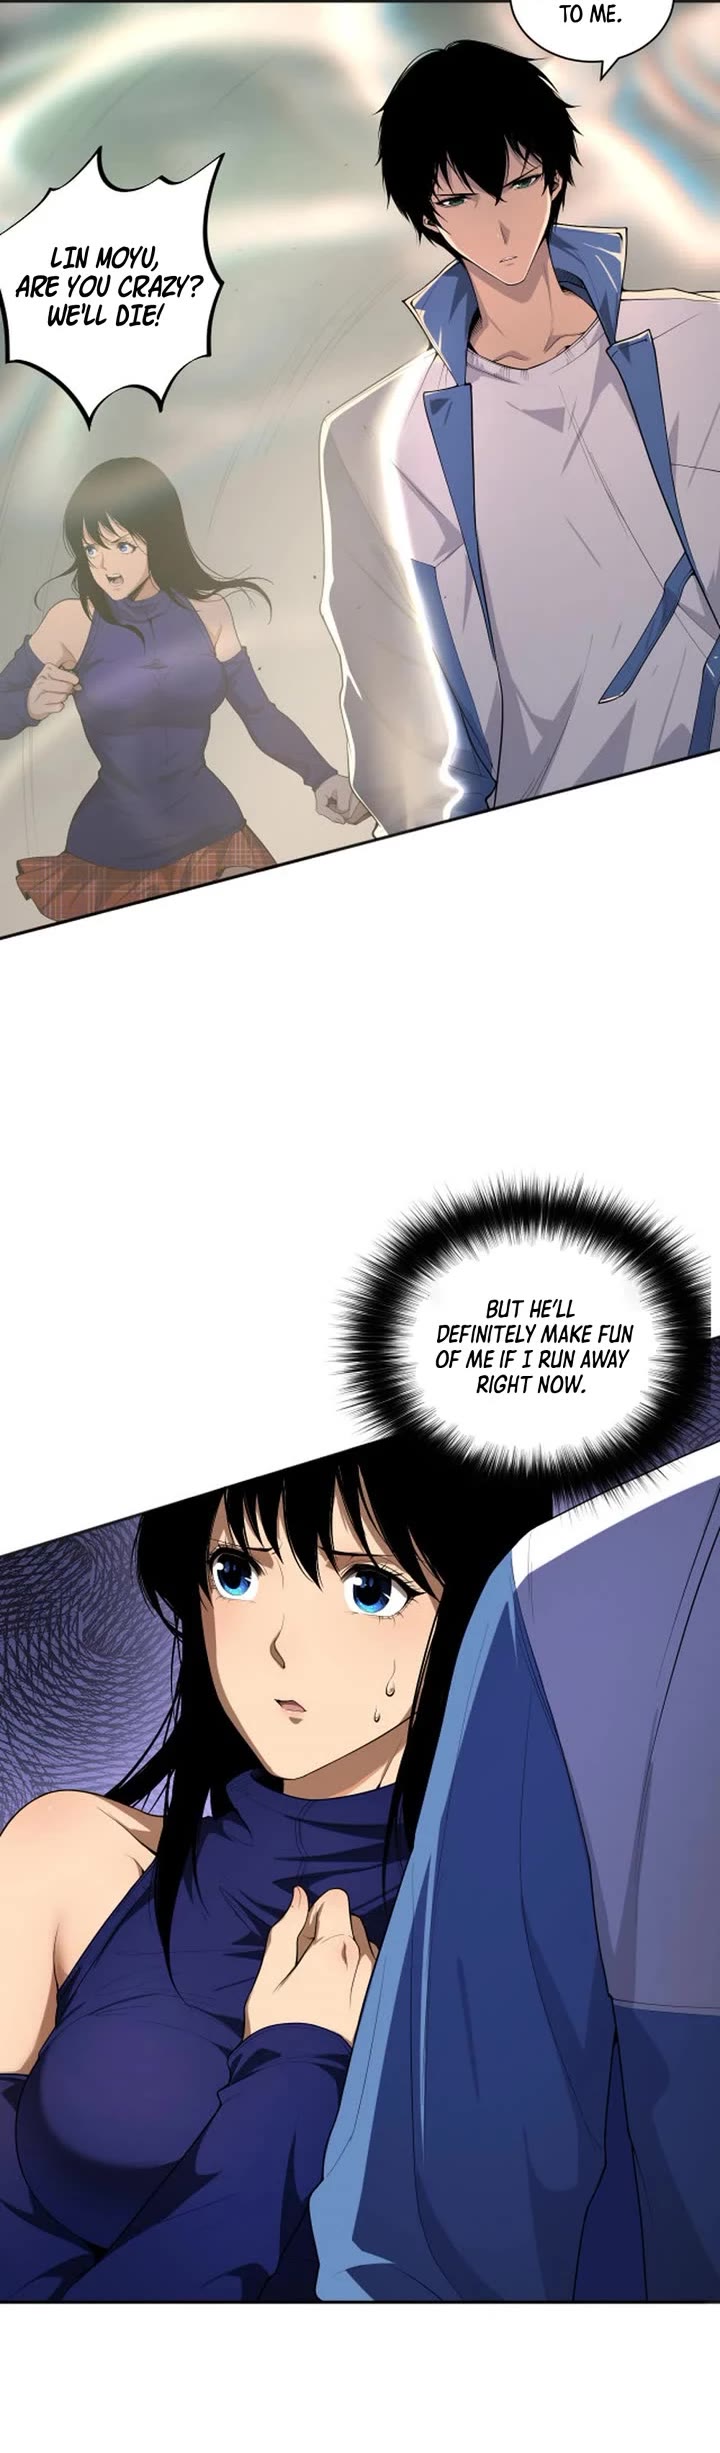 TO ME.
LIN MOYU,
ARE YOU CRAZY?
WE'LL DIE!
BUT HE'LL
DEFINITELY MAKE FUN
OF ME IF I RUN AWAY
RIGHT NOW.